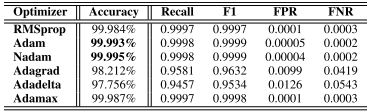 Optimizer Accuracy Recall F1 FPR FNR
RMSprop 99.984% 0.9997 0.9997 0.0001 0.0003
Adam 99.993% 0.9998 0.9999 0.00005 0.0002
Nadam 99.995% 0.9998 0.9999 0.00004 0.0002
Adagrad 98.212% 0.9581 0.9632 0.0099 0.0419
Adadelta 97.756% 0.9457 0.9534 0.0126 0.0543
Adamax 99.987% 0.9997 0.9998 0.0001 0.0003